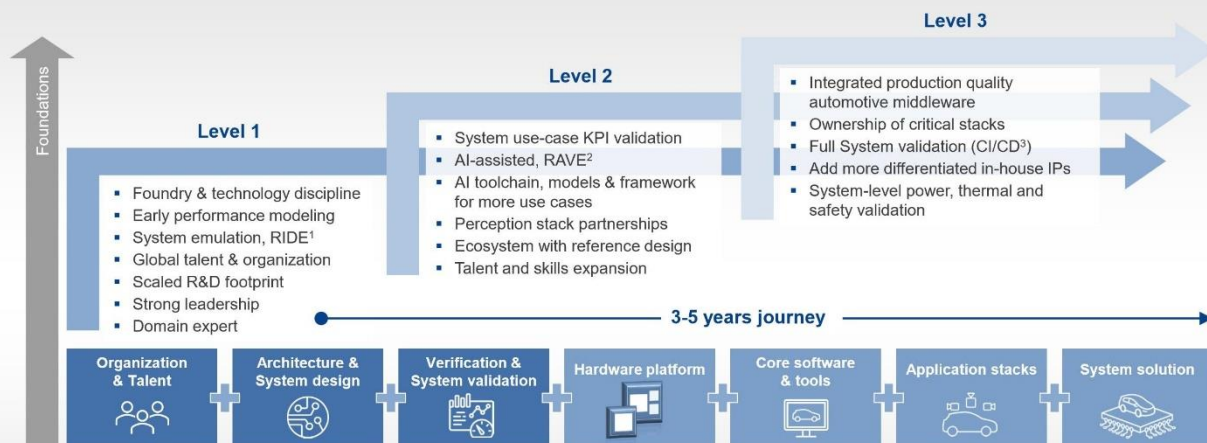 Foundations
Level 1
Foundry & technology discipline
Early performance modeling
System emulation, RIDE¹
Global talent & organization
Scaled R&D footprint
Strong leadership
Domain expert
Level 2
System use-case KPI validation
AI-assisted, RAVE²
AI toolchain, models & framework
for more use cases
Perception stack partnerships
Ecosystem with reference design
Talent and skills expansion
Level 3
Integrated production quality
automotive middleware
Ownership of critical stacks
Full System validation (CI/CD³)
Add more differentiated in-house IPs
System-level power, thermal and
safety validation
3-5 years journey
Organization
& Talent
Architecture &
System design
Verification &
System validation
Hardware platform
Core software
& tools
Application stacks
System solution